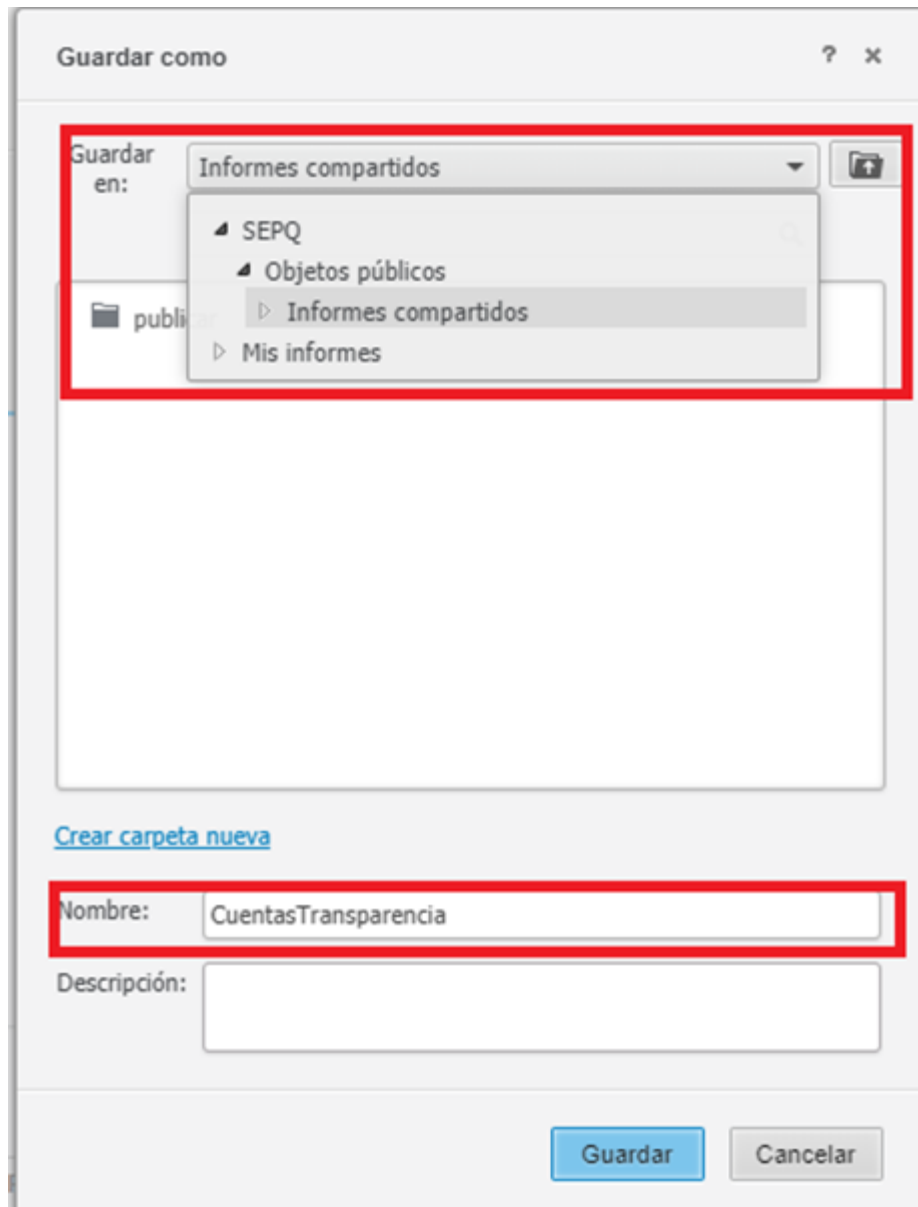 Guardar como ? ×
Guardar en: Informes compartidos
SEPQ
Objetos públicos
Informes compartidos
Mis informes
Crear carpeta nueva
Nombre: CuentasTransparencia
Descripción:
Guardar Cancelar